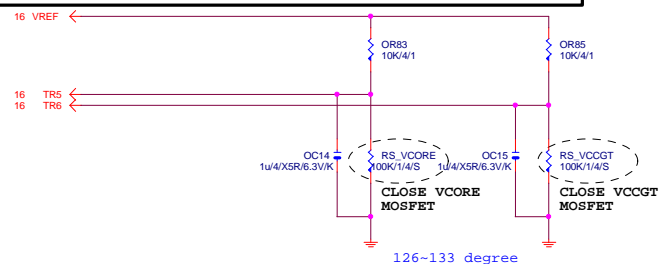 16 VREF
OR83
10K/4/1
OR85
10K/4/1
16 TR5
16 TR6
OC14
1u/4/X5R/6.3V/K
RS_VCORE
100K/1/4/S
OC15
1u/4/X5R/6.3V/K
RS_VCCGT
100K/1/4/S
CLOSE VCORE
MOSFET
CLOSE VCCGT
MOSFET
126~133 degree